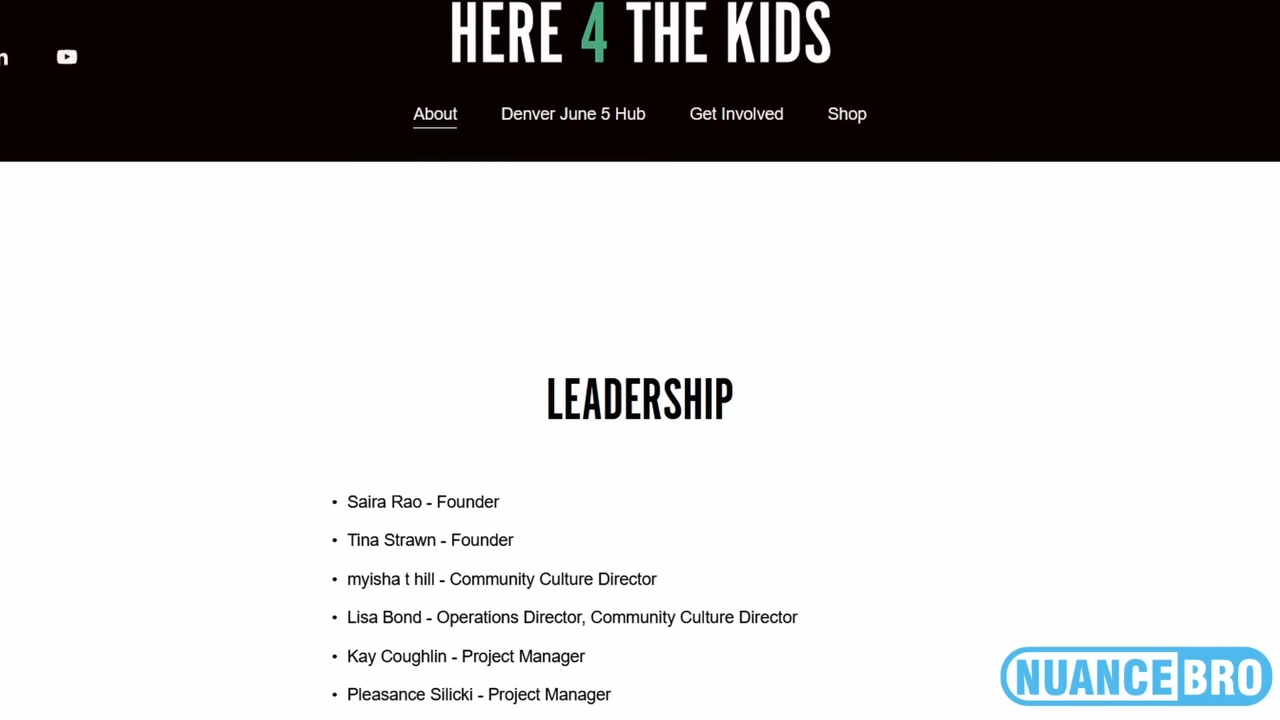 HERE 4 THE KIDS
About Denver June 5 Hub Get Involved Shop
LEADERSHIP
• Saira Rao - Founder
• Tina Strawn - Founder
• myisha t hill - Community Culture Director
• Lisa Bond - Operations Director, Community Culture Director
• Kay Coughlin - Project Manager
• Pleasance Silicki - Project Manager
NUANCE BRO